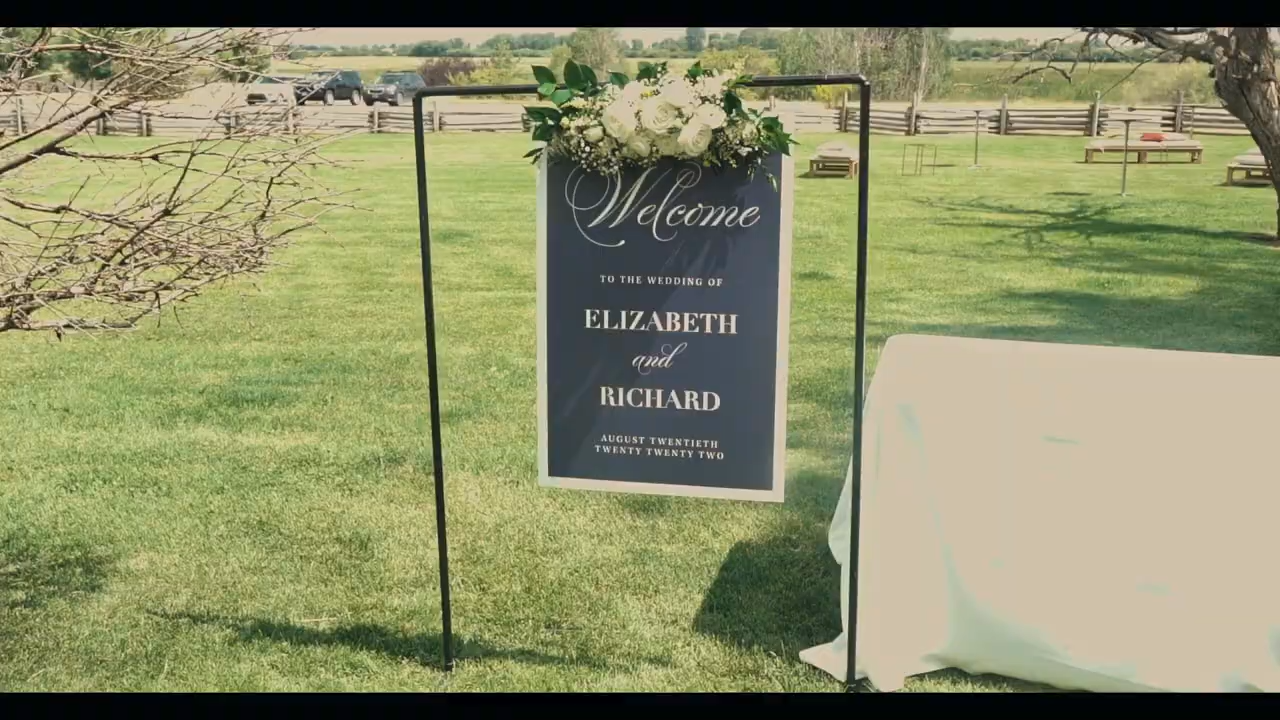 Welcome
TO THE WEDDING OF
ELIZABETH
and
RICHARD
AUGUST TWENTIETH
TWENTY TWENTY TWO